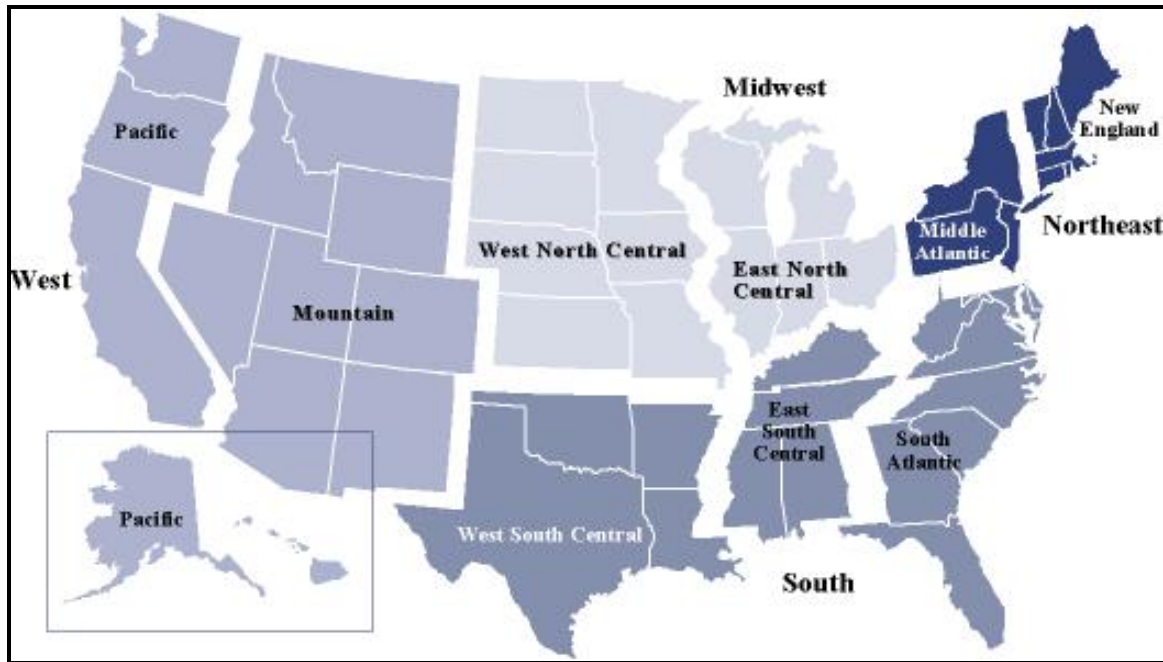 Midwest
New
England
Pacific
Northeast
Middle
Atlantic
West North Central
East North
Central
West
Mountain
East
South
Central
South
Atlantic
Pacific
West South Central
South